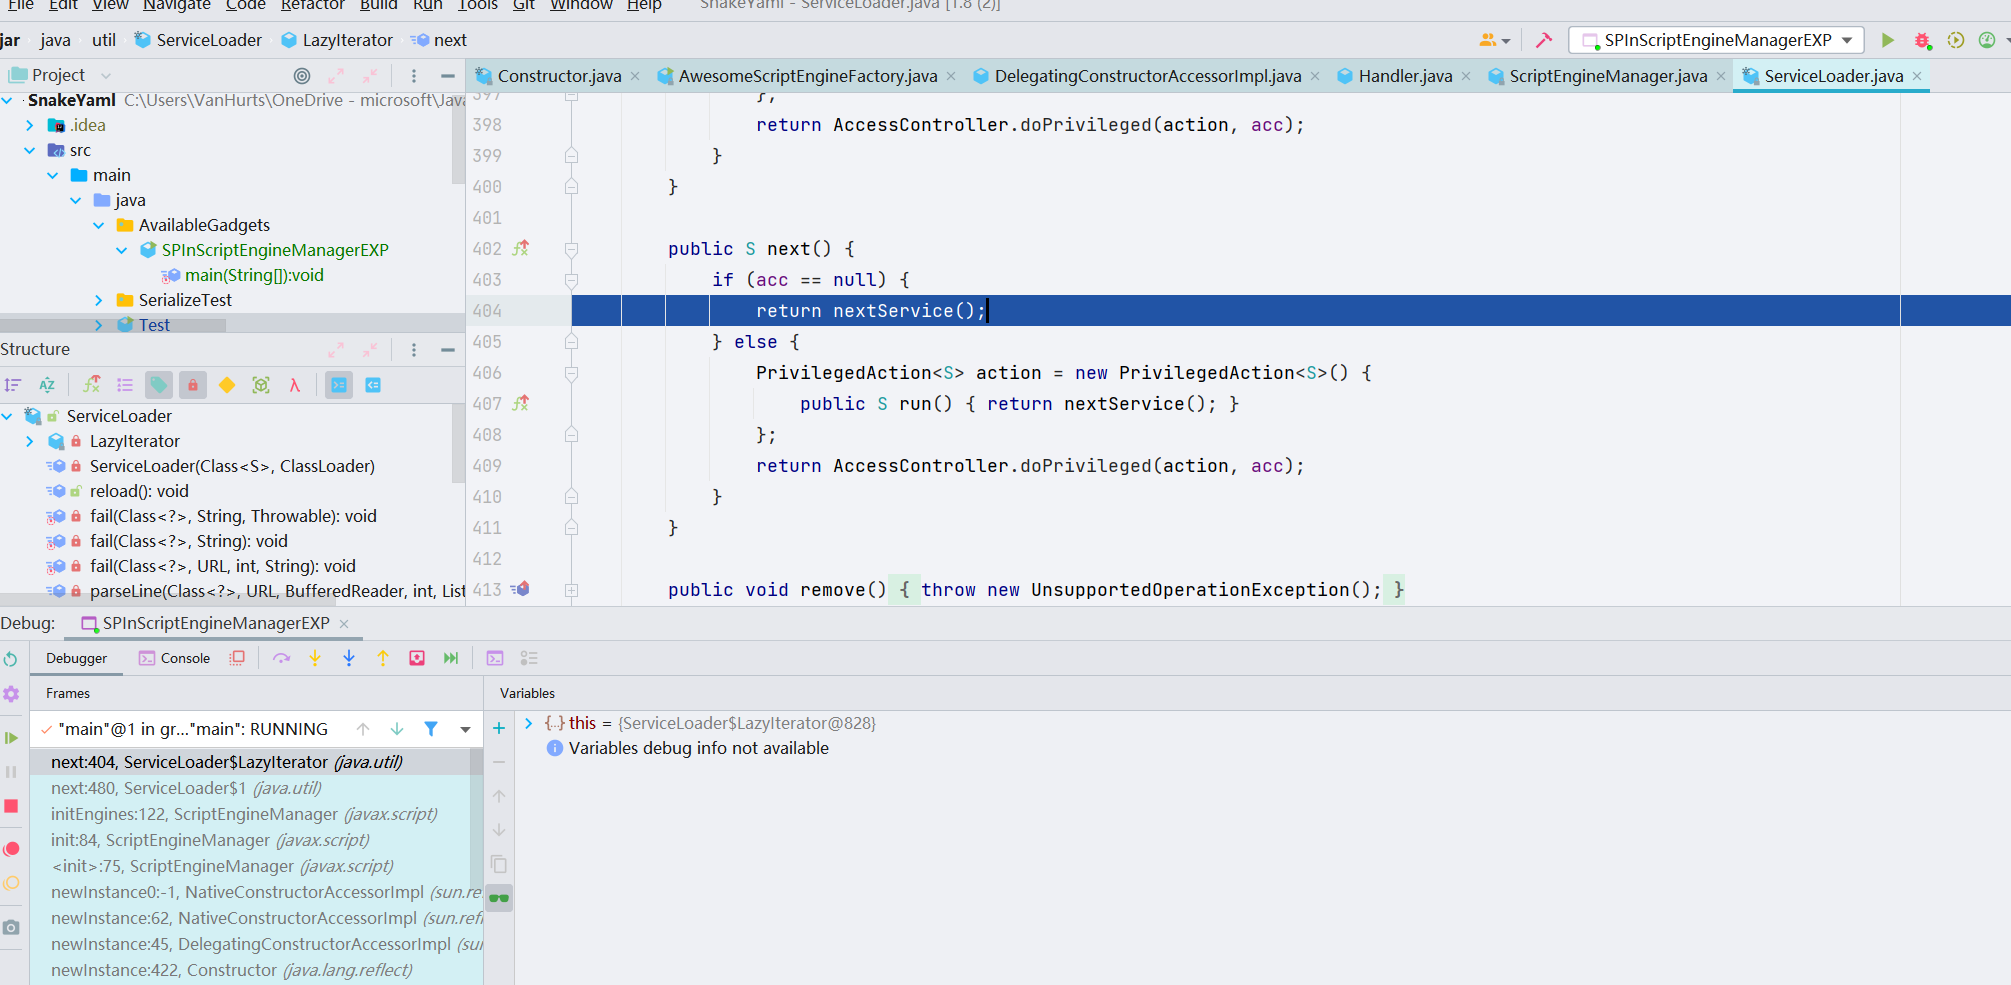 File Edit View Navigate Code Refactor Build Run Tools Git Window Help SnakeYaml - ServiceLoader.java [1.8 (2)]
jar java util ServiceLoader LazyIterator next
SPInScriptEngineManagerEXP
Project
Constructor.java AwesomeScriptEngineFactory.java DelegatingConstructorAccessorImpl.java Handler.java ScriptEngineManager.java ServiceLoader.java
SnakeYaml C:\Users\VanHurts\OneDrive - microsoft\Java
.idea
src
main
java
AvailableGadgets
SPInScriptEngineManagerEXP
main(String[]):void
SerializeTest
Test
Structure
ServiceLoader
LazyIterator
ServiceLoader(Class<S>, ClassLoader)
reload(): void
fail(Class<?>, String, Throwable): void
fail(Class<?>, String): void
fail(Class<?>, URL, int, String): void
parseLine(Class<?>, URL, BufferedReader, int, List
397 };
398 return AccessController.doPrivileged(action, acc);
399 }
400 }
401
402 public S next() {
403 if (acc == null) {
404 return nextService();
405 } else {
406 PrivilegedAction<S> action = new PrivilegedAction<S>() {
407 public S run() { return nextService(); }
408 };
409 return AccessController.doPrivileged(action, acc);
410 }
411 }
412
413 public void remove() { throw new UnsupportedOperationException(); }
Debug: SPInScriptEngineManagerEXP
Debugger Console
Frames
Variables
"main"@1 in gr..."main": RUNNING
next:404, ServiceLoader$LazyIterator (java.util)
next:480, ServiceLoader$1 (java.util)
initEngines:122, ScriptEngineManager (javax.script)
init:84, ScriptEngineManager (javax.script)
<init>:75, ScriptEngineManager (javax.script)
newInstance0:-1, NativeConstructorAccessorImpl (sun.re
newInstance:62, NativeConstructorAccessorImpl (sun.refl
newInstance:45, DelegatingConstructorAccessorImpl (su
newInstance:422, Constructor (java.lang.reflect)
this = {ServiceLoader$LazyIterator@828}
Variables debug info not available